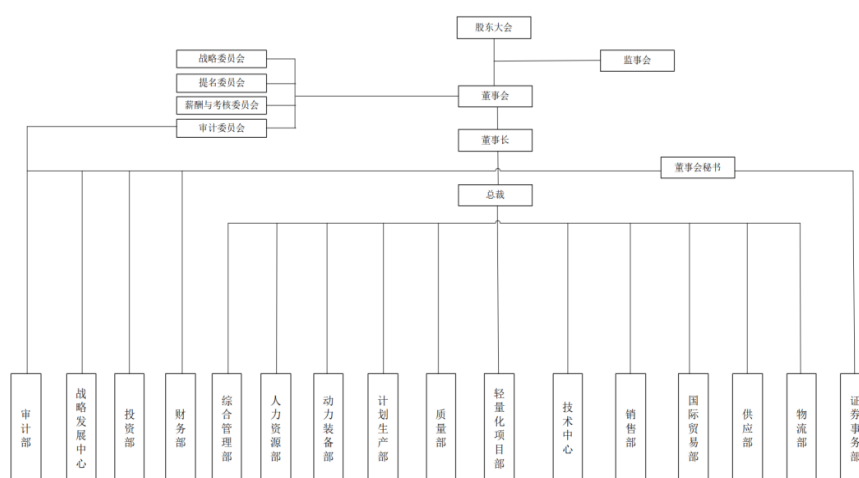 股东大会
战略委员会
监事会
提名委员会
董事会
薪酬与考核委员会
审计委员会
董事长
董事会秘书
总裁
审计部
战略发展中心
投资部
财务部
综合管理部
人力资源部
动力装备部
计划生产部
质量部
轻量化项目部
技术中心
销售部
国际贸易部
供应部
物流部
证券事务部